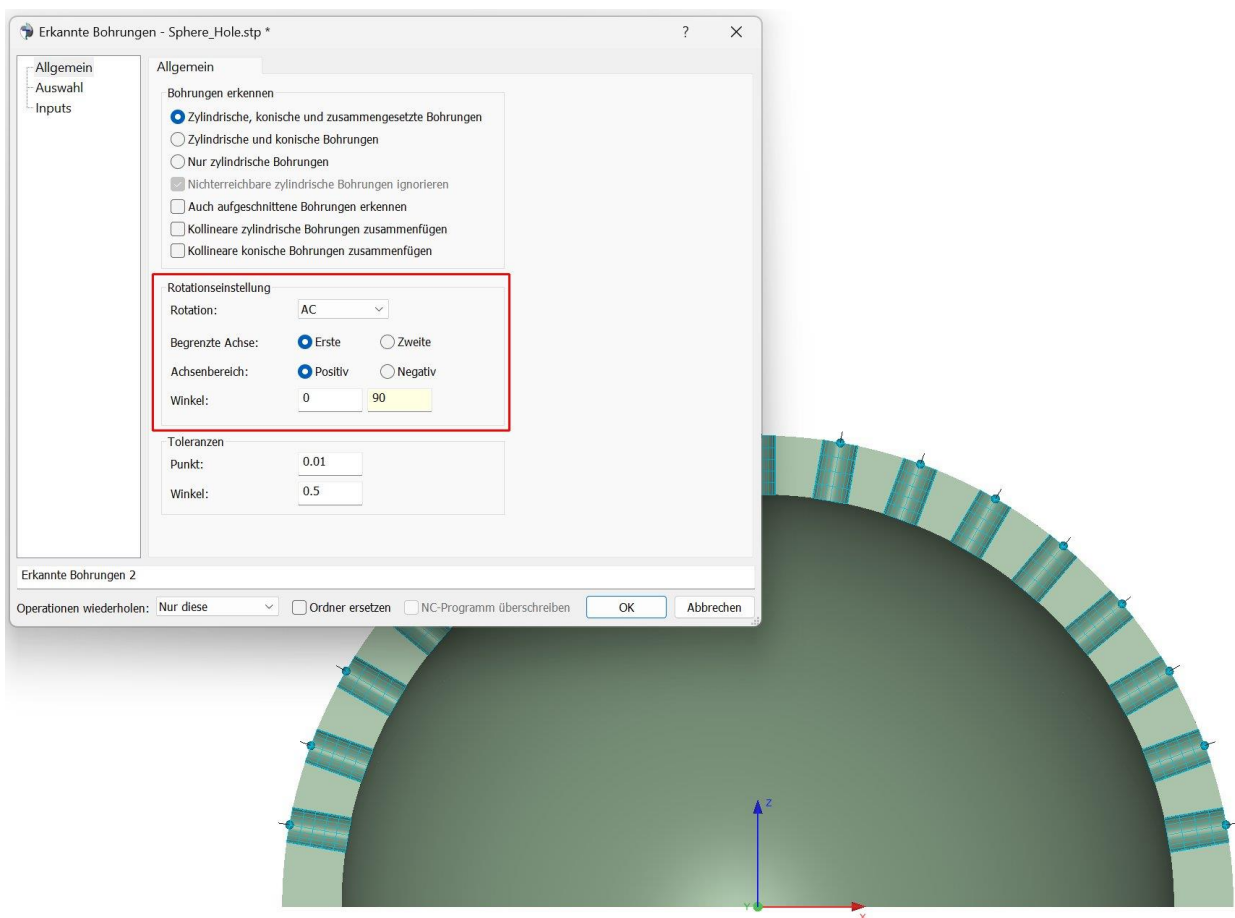 Erkannte Bohrungen - Sphere_Hole.stp * ?
Allgemein
Auswahl
Inputs
Allgemein
Bohrungen erkennen
Zylindrische, konische und zusammengesetzte Bohrungen
Zylindrische und konische Bohrungen
Nur zylindrische Bohrungen
Nichterreichbare zylindrische Bohrungen ignorieren
Auch aufgeschnittene Bohrungen erkennen
Kollineare zylindrische Bohrungen zusammenfügen
Kollineare konische Bohrungen zusammenfügen
Rotationseinstellung
Rotation: AC
Begrenzte Achse: Erste Zweite
Achsenbereich: Positiv Negativ
Winkel: 0 90
Toleranzen
Punkt: 0.01
Winkel: 0.5
Erkannte Bohrungen 2
Operationen wiederholen: Nur diese Ordner ersetzen NC-Programm überschreiben OK Abbrechen
Z
Y
X